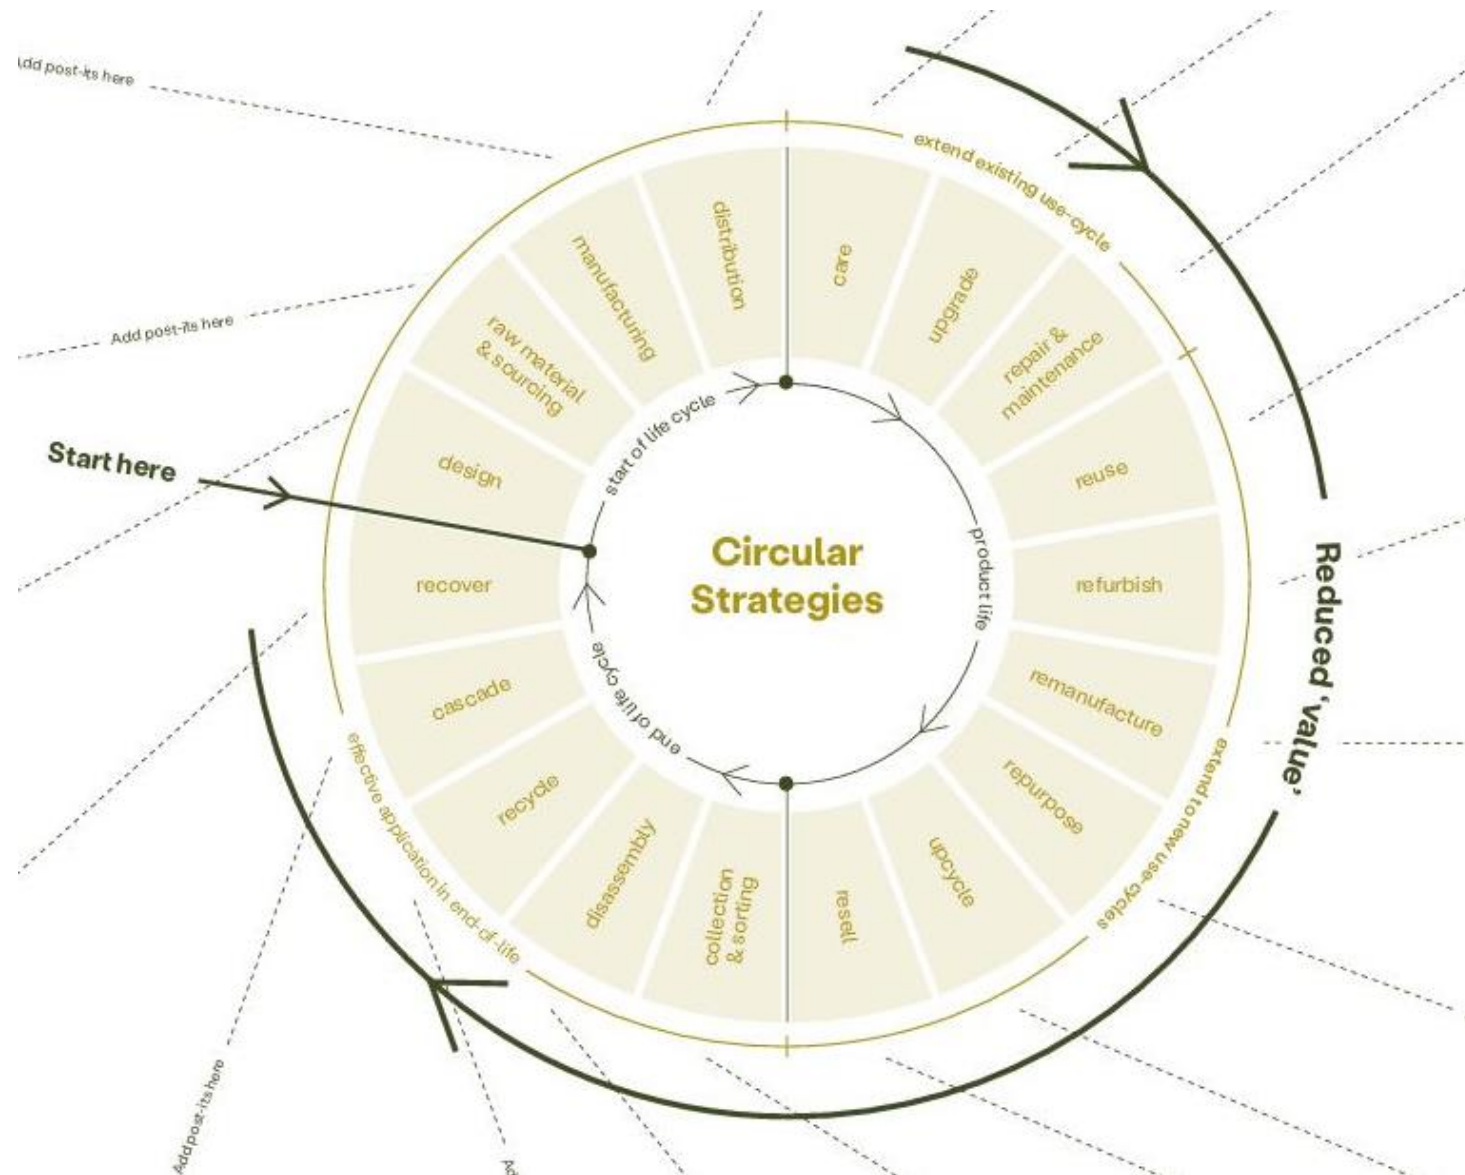 Add post-its here
Add post-its here
Start here
Circular
Strategies
start of life cycle
product life
end of life cycle
design
raw material
& sourcing
manufacturing
distribution
care
upgrade
repair &
maintenance
reuse
refurbish
remanufacture
repurpose
upcycle
resell
collection
& sorting
disassembly
recycle
cascade
recover
extend existing use-cycle
extend to new use-cycles
effective application in end-of-life
Reduced ‘value’
Add post-its here